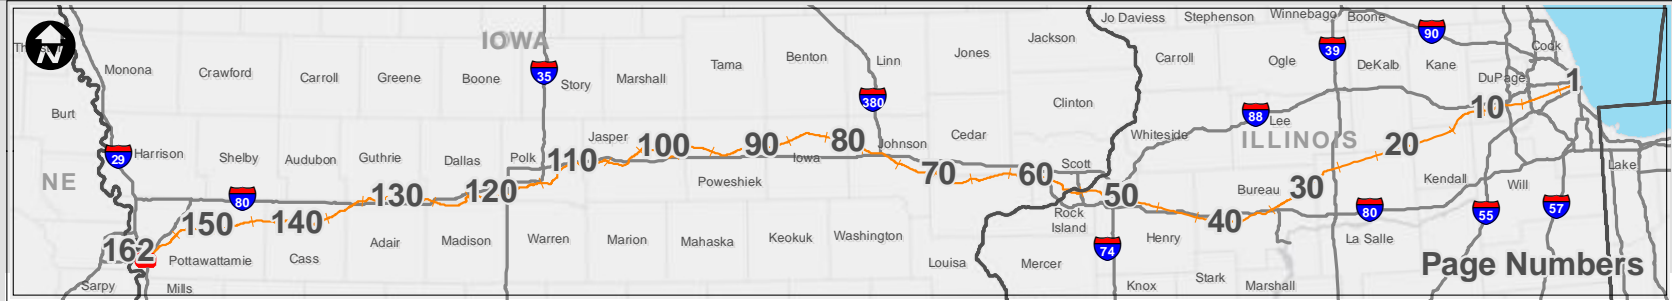 Jo Daviess
Stephenson
Winnebago
Boone
90
IOWA
Jackson
39
Cook
N
Monona
Crawford
Carroll
Greene
Boone
35
Story
Marshall
Tama
Benton
Linn
Jones
Carroll
Ogle
DeKalb
Kane
DuPage
1
Burt
380
Clinton
88
Lee
10
29
Harrison
Shelby
Audubon
Guthrie
Dallas
Polk
110
Jasper
100
90
Iowa
80
Johnson
Cedar
Whiteside
ILLINOIS
20
NE
80
130
120
Poweshiek
70
60
Scott
50
Bureau
30
Kendall
Will
Lake
162
150
140
Adair
Madison
Warren
Marion
Mahaska
Keokuk
Washington
Rock
Island
74
Henry
40
80
La Salle
55
57
Pottawattamie
Cass
Louisa
Mercer
Page Numbers
Sarpy
Mills
Knox
Stark
Marshall